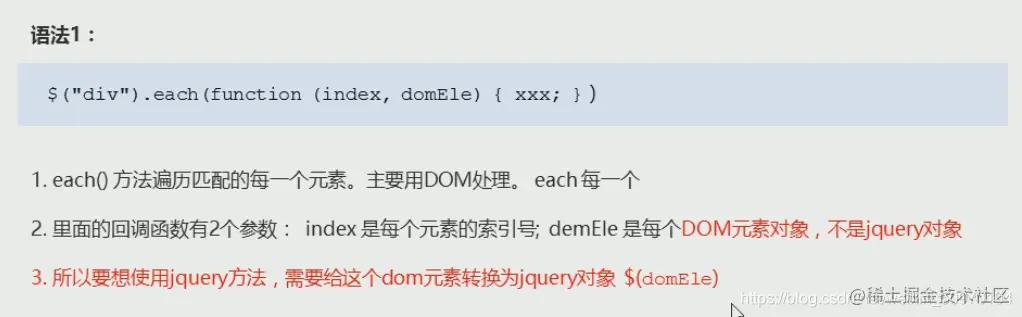 语法1：
$("div").each(function (index, domEle) { xxx; })
1. each() 方法遍历匹配的每一个元素。主要用DOM处理。 each 每一个
2. 里面的回调函数有2个参数： index 是每个元素的索引号; demEle 是每个DOM元素对象，不是jquery对象
3. 所以要想使用jquery方法，需要给这个dom元素转换为jquery对象 $(domEle)
@稀土掘金技术社区